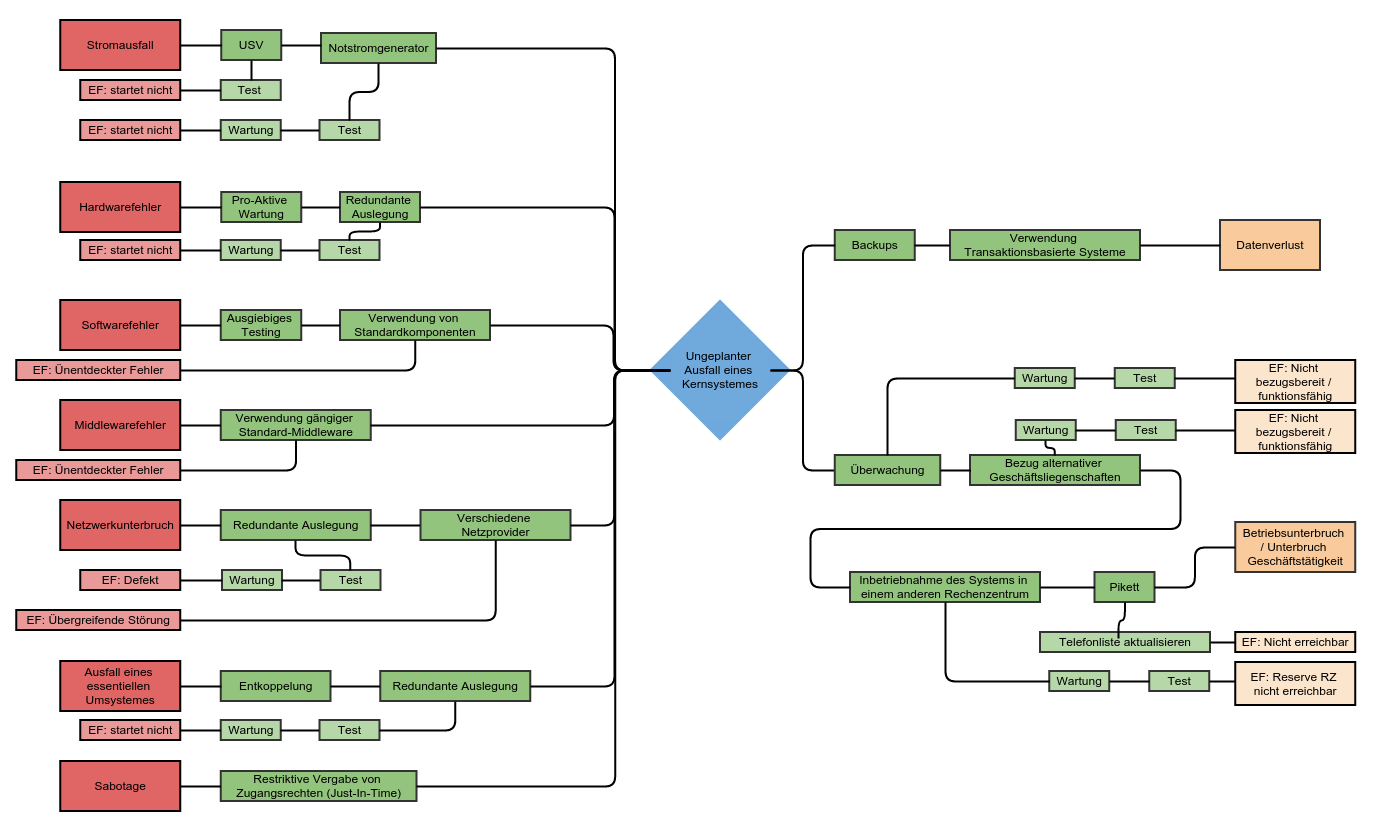 Stromausfall
USV
Notstromgenerator
EF: startet nicht
Test
EF: startet nicht
Wartung
Test
Hardwarefehler
Pro-Aktive
Wartung
Redundante
Auslegung
EF: startet nicht
Wartung
Test
Softwarefehler
Ausgiebiges
Testing
Verwendung von
Standardkomponenten
EF: Ünentdeckter Fehler
Middlewarefehler
Verwendung gängiger
Standard-Middleware
EF: Ünentdeckter Fehler
Netzwerkunterbruch
Redundante Auslegung
Verschiedene
Netzprovider
EF: Defekt
Wartung
Test
EF: Übergreifende Störung
Ausfall eines
essentiellen
Umsystemes
Entkoppelung
Redundante Auslegung
EF: startet nicht
Wartung
Test
Sabotage
Restriktive Vergabe von
Zugangsrechten (Just-In-Time)
Ungeplanter
Ausfall eines
Kernsystemes
Backups
Verwendung
Transaktionsbasierte Systeme
Datenverlust
Wartung
Test
EF: Nicht
bezugsbereit /
funktionsfähig
Wartung
Test
EF: Nicht
bezugsbereit /
funktionsfähig
Überwachung
Bezug alternativer
Geschäftsliegenschaften
Betriebsunterbruch
/ Unterbruch
Geschäftstätigkeit
Inbetriebnahme des Systems in
einem anderen Rechenzentrum
Pikett
Telefonliste aktualisieren
EF: Nicht erreichbar
Wartung
Test
EF: Reserve RZ
nicht erreichbar